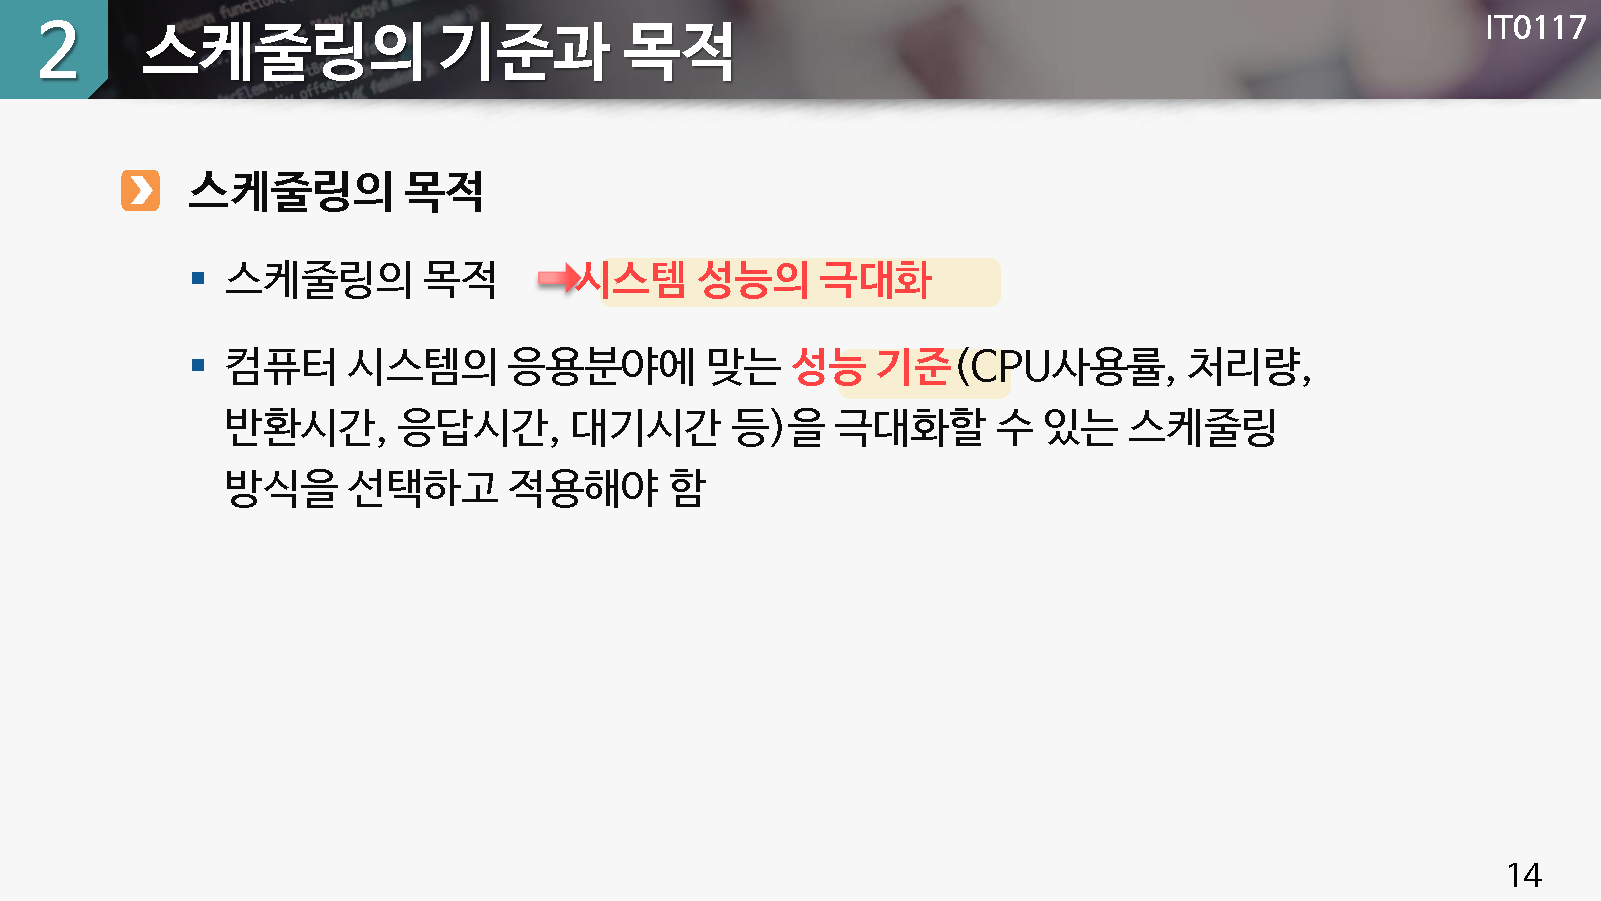 2 스케줄링의 기준과 목적
IT0117
스케줄링의 목적
스케줄링의 목적 시스템 성능의 극대화
컴퓨터 시스템의 응용분야에 맞는 성능 기준(CPU사용률, 처리량,
반환시간, 응답시간, 대기시간 등)을 극대화할 수 있는 스케줄링
방식을 선택하고 적용해야 함
14